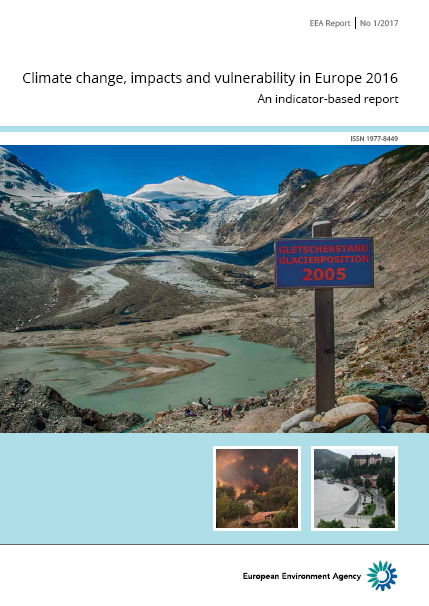 EEA Report | No 1/2017
Climate change, impacts and vulnerability in Europe 2016
An indicator-based report
ISSN 1977-8449
GLETSCHERSTAND
GLACIERPOSITION
2005
European Environment Agency